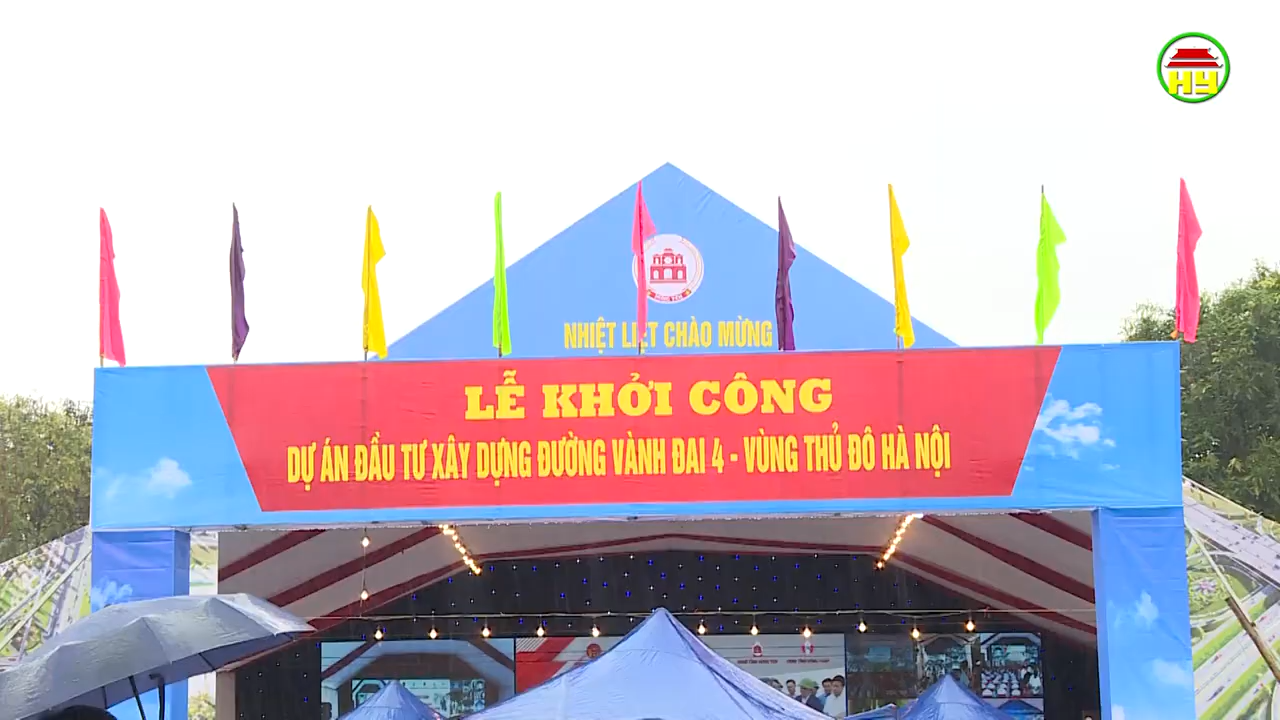 HY
NHIỆT LIỆT CHÀO MỪNG
LỄ KHỞI CÔNG
DỰ ÁN ĐẦU TƯ XÂY DỰNG ĐƯỜNG VÀNH ĐAI 4 - VÙNG THỦ ĐÔ HÀ NỘI